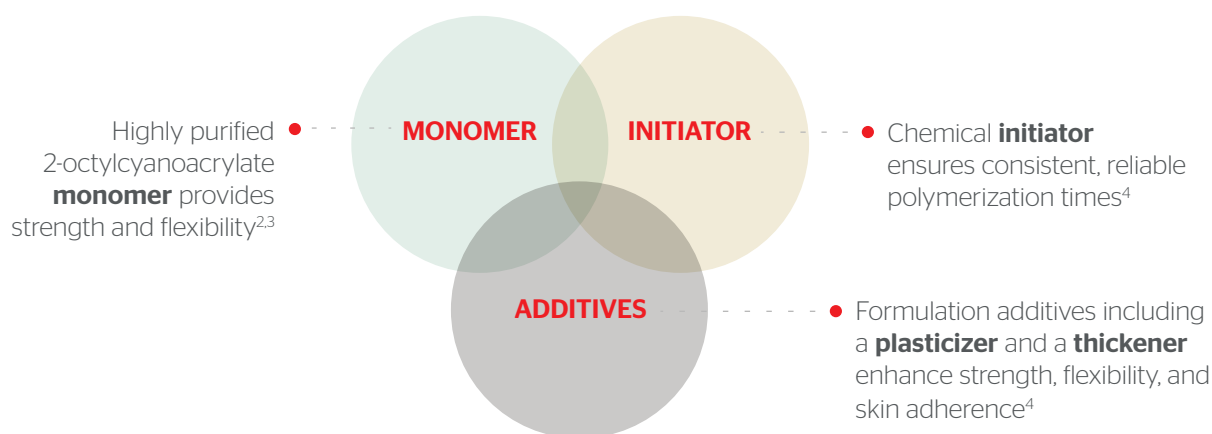 Highly purified
2-octylcyanoacrylate
monomer provides
strength and flexibility2,3
MONOMER
INITIATOR
Chemical initiator
ensures consistent, reliable
polymerization times4
ADDITIVES
Formulation additives including
a plasticizer and a thickener
enhance strength, flexibility, and
skin adherence4